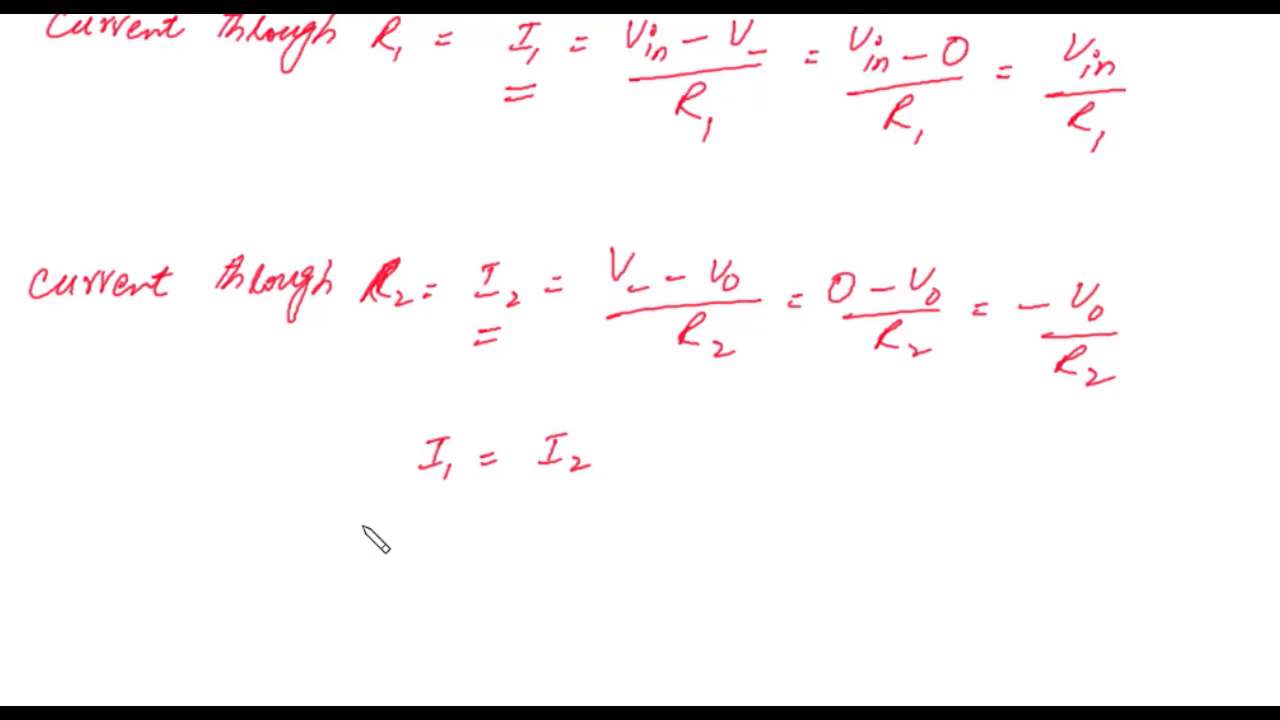 Current through R₁ = I₁ = (Vin − V₋)/R₁ = (Vin − 0)/R₁ = Vin/R₁
Current through R₂ = I₂ = (V₋ − V₀)/R₂ = (0 − V₀)/R₂ = − V₀/R₂
I₁ = I₂